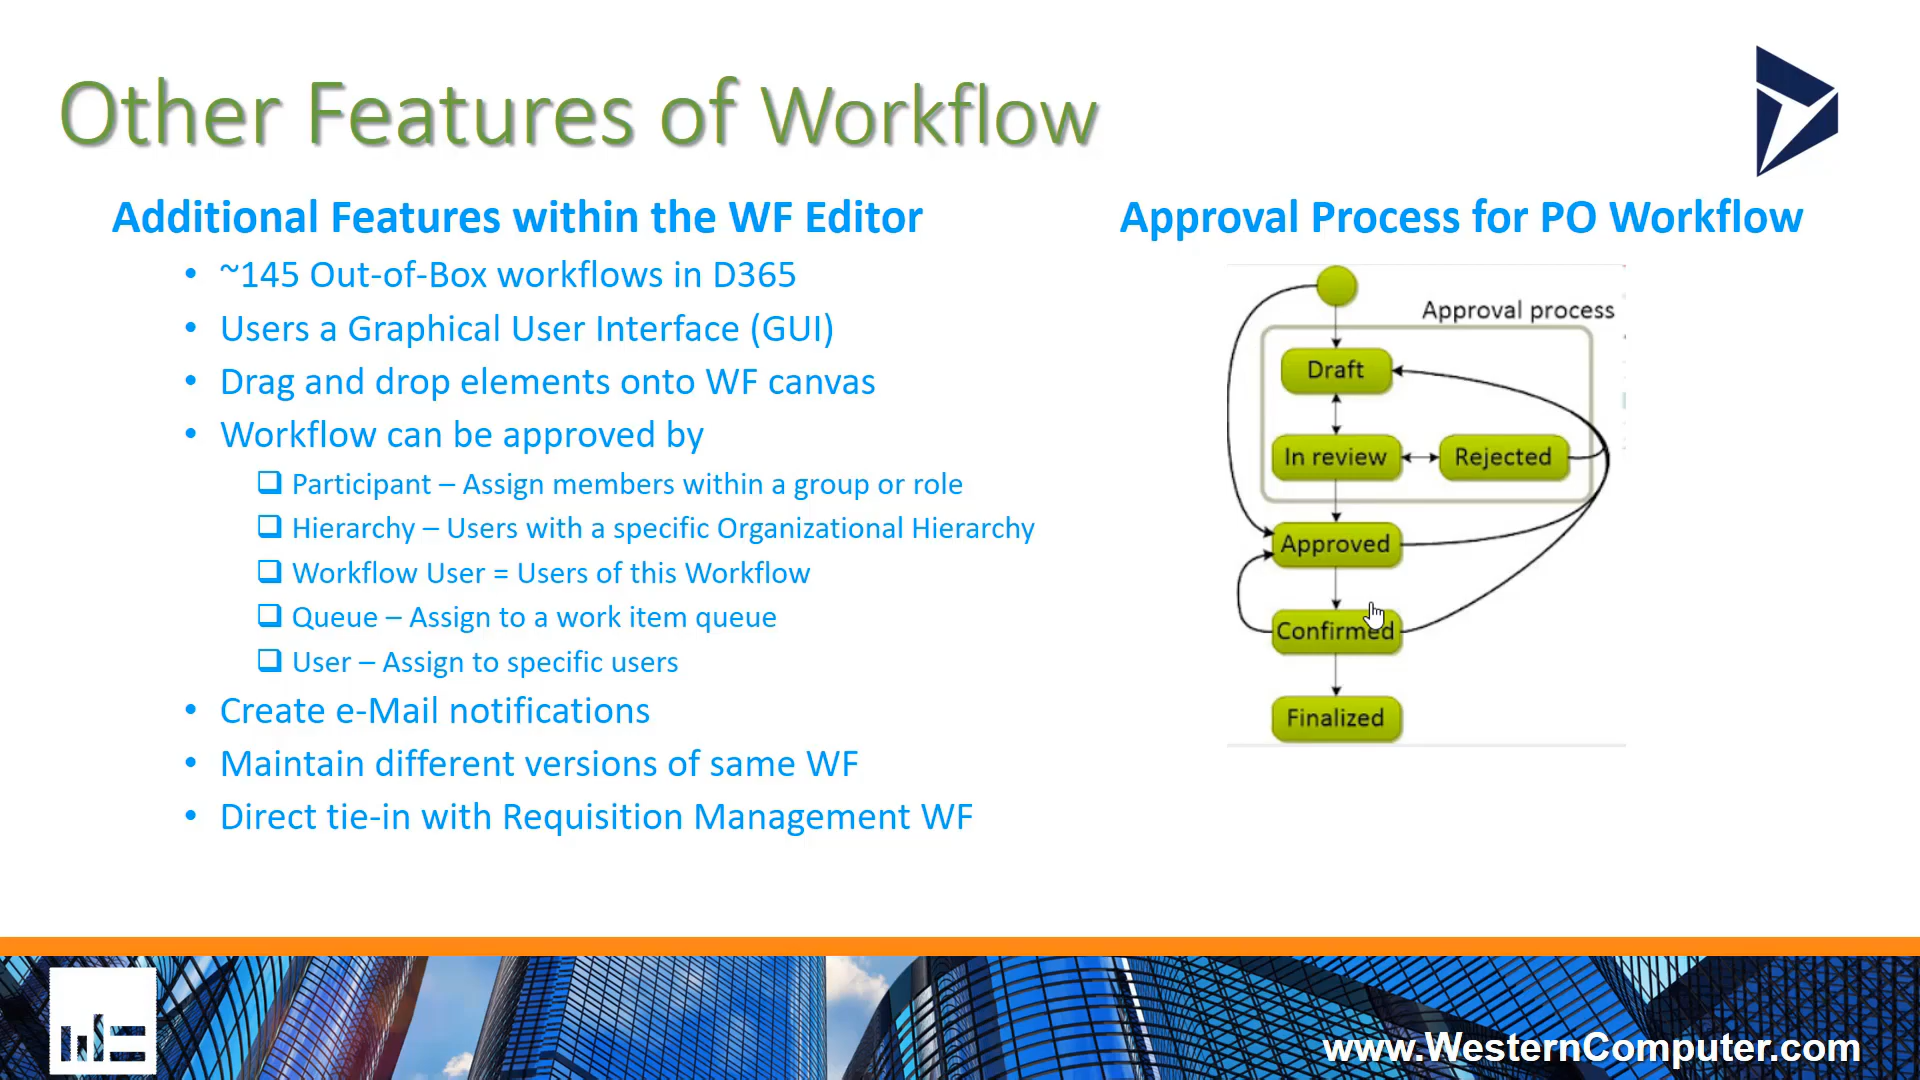 Other Features of Workflow
Additional Features within the WF Editor
• ~145 Out-of-Box workflows in D365
• Users a Graphical User Interface (GUI)
• Drag and drop elements onto WF canvas
• Workflow can be approved by
❑ Participant – Assign members within a group or role
❑ Hierarchy – Users with a specific Organizational Hierarchy
❑ Workflow User = Users of this Workflow
❑ Queue – Assign to a work item queue
❑ User – Assign to specific users
• Create e-Mail notifications
• Maintain different versions of same WF
• Direct tie-in with Requisition Management WF
Approval Process for PO Workflow
Approval process
Draft
In review
Rejected
Approved
Confirmed
Finalized
www.WesternComputer.com